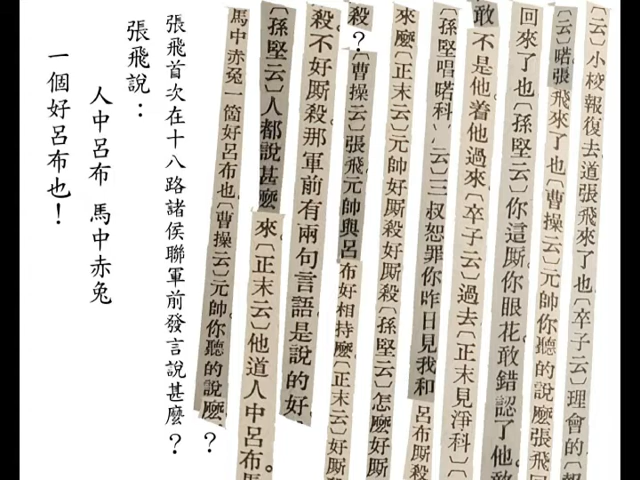 〔云〕小校報復去道張飛來了也〔卒子云〕理會的〔報
〔云〕喏張飛來了也〔曹操云〕元帥你聽的說麼張飛回
回來了也〔孫堅云〕你這厮你眼花敢錯認了他敢
敢不是他着他過來〔卒子云〕過去〔正末見淨科〕〔
孫堅唱喏科〕〔云〕三叔恕罪你昨日見我和呂布厮殺
來麼〔正末云〕元帥好厮殺好厮殺〔孫堅云〕怎麼好厮
殺？〔曹操云〕張飛元帥與呂布好相持麼〔正末云〕好厮
殺不好厮殺那軍前有兩句言語是說的好。
〔孫堅云〕人都說甚麼來〔正末云〕他道人中呂布。馬
馬中赤兔一箇好呂布也〔曹操云〕元帥你聽的說麼？
張飛首次在十八路諸侯聯軍前發言說甚麼？
張飛說：
人中呂布 馬中赤兔
一個好呂布也！